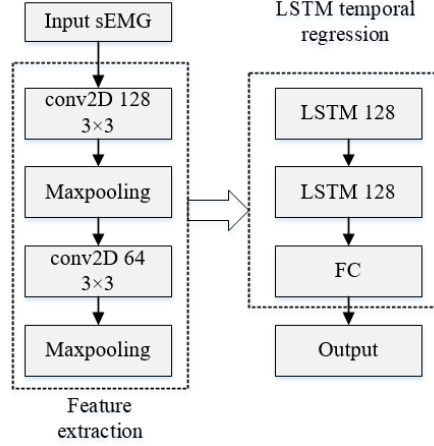 Input sEMG
conv2D 128
3×3
Maxpooling
conv2D 64
3×3
Maxpooling
Feature
extraction
LSTM temporal
regression
LSTM 128
LSTM 128
FC
Output